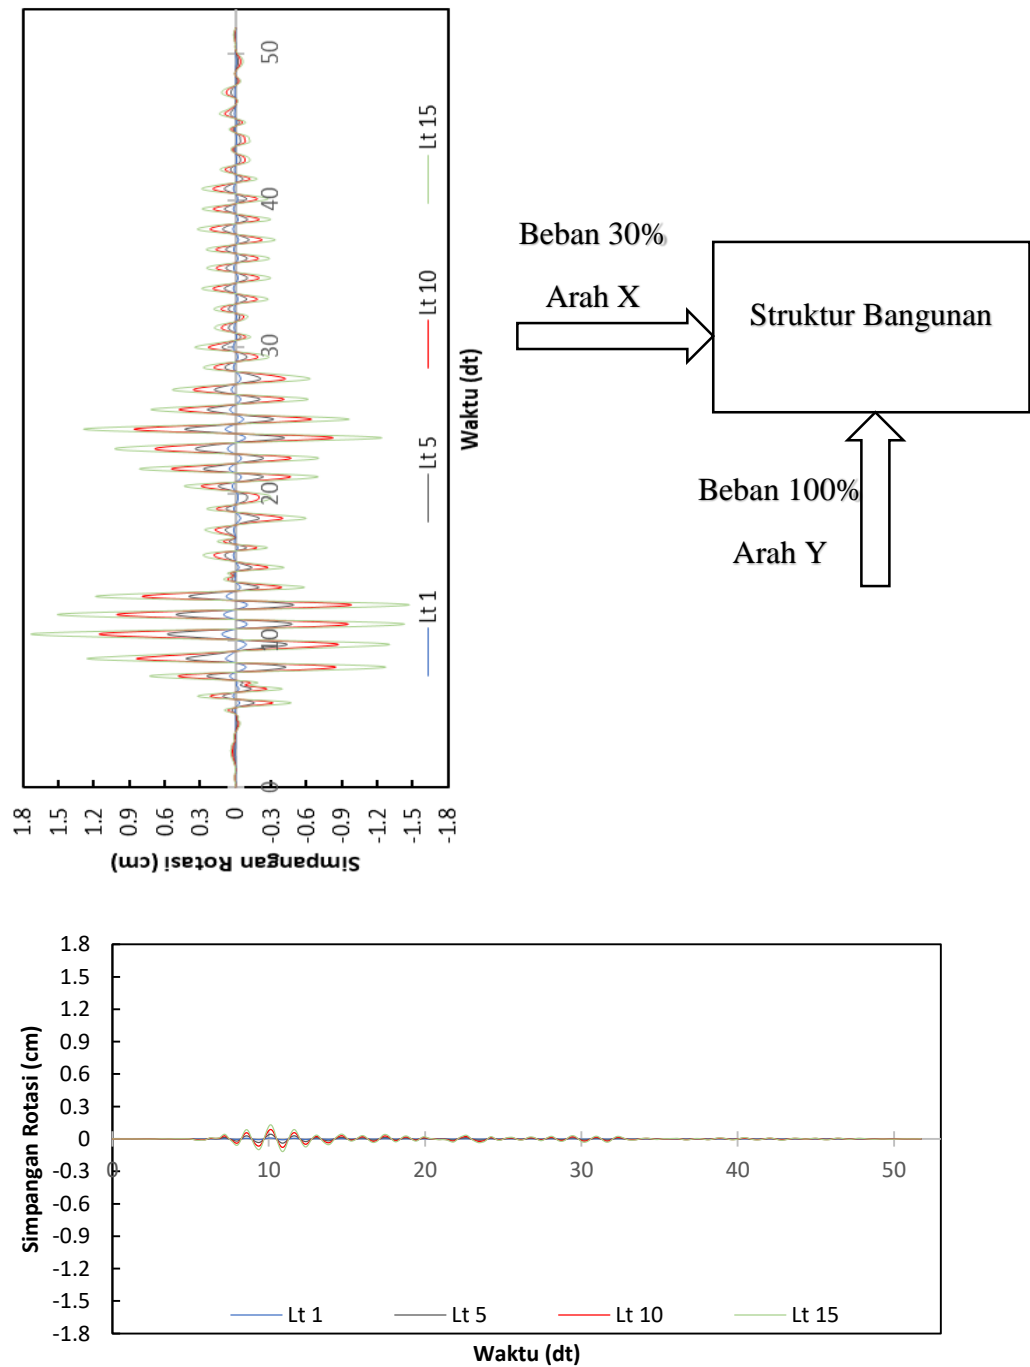 1.8
1.5
1.2
0.9
0.6
0.3
0
-0.3
-0.6
-0.9
-1.2
-1.5
-1.8
Simpangan Rotasi (cm)
0
10
20
30
40
50
Waktu (dt)
Lt 1
Lt 5
Lt 10
Lt 15
Beban 30%
Arah X
Struktur Bangunan
Beban 100%
Arah Y
1.8
1.5
1.2
0.9
0.6
0.3
0
-0.3
-0.6
-0.9
-1.2
-1.5
-1.8
Simpangan Rotasi (cm)
0 10 20 30 40 50
Lt 1 Lt 5 Lt 10 Lt 15
Waktu (dt)